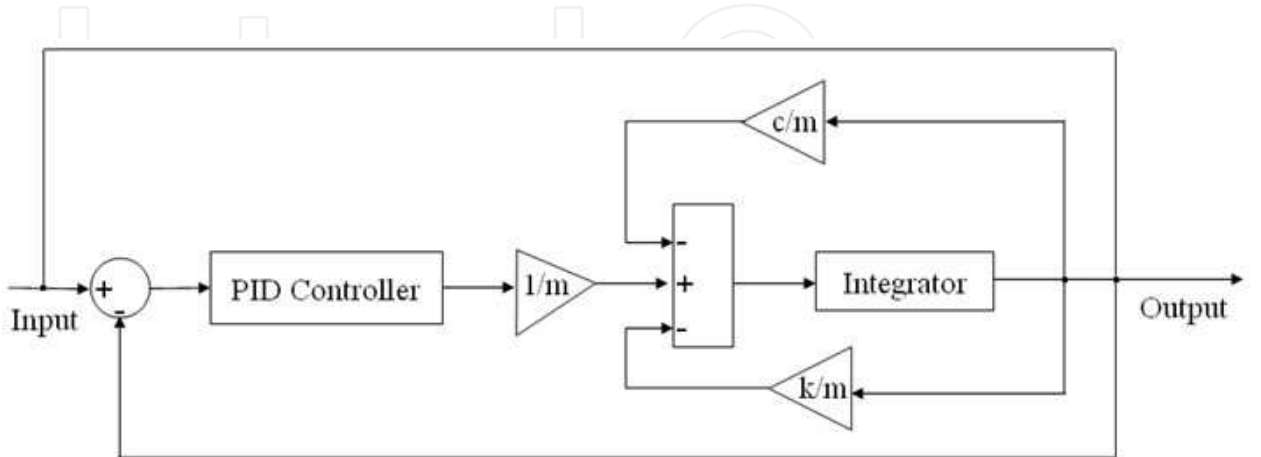 c/m
-
+
-
PID Controller
1/m
+
Integrator
Input
-
Output
k/m